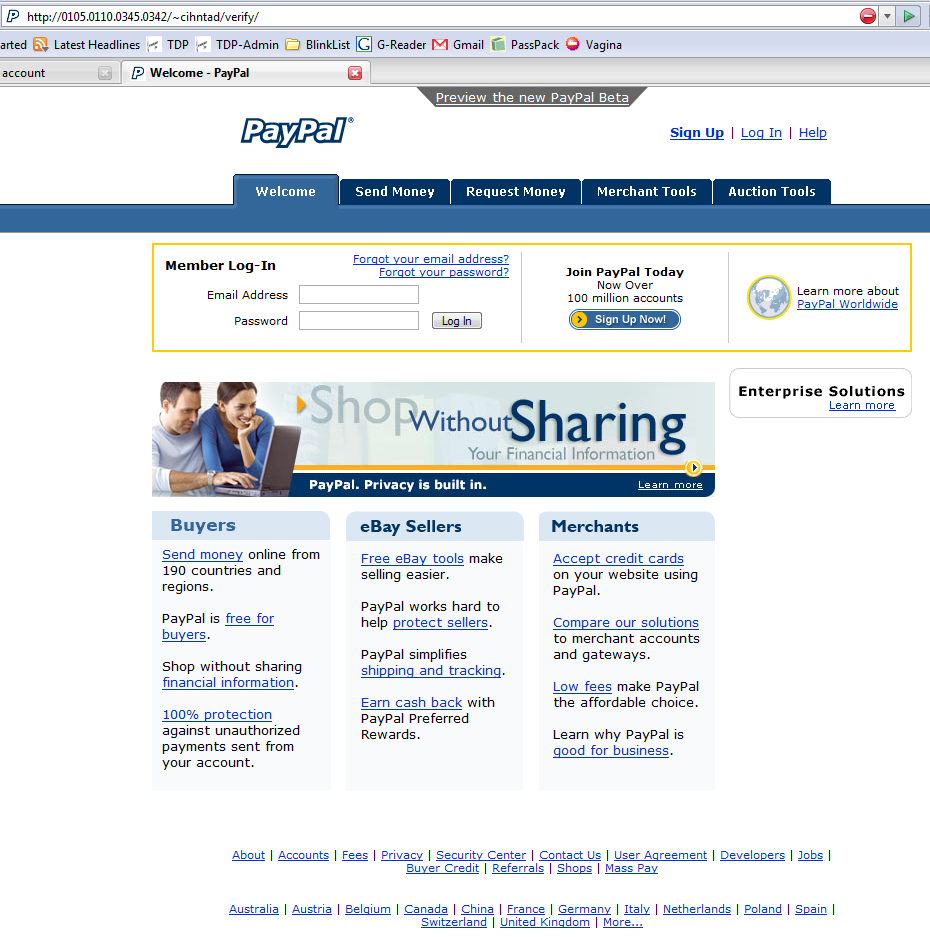 http://0105.0110.0345.0342/~cihntad/verify/
arted Latest Headlines TDP TDP-Admin BlinkList G-Reader Gmail PassPack Vagina
account Welcome - PayPal
Preview the new PayPal Beta
PayPal®
Sign Up | Log In | Help
Welcome Send Money Request Money Merchant Tools Auction Tools
Member Log-In
Forgot your email address?
Forgot your password?
Email Address
Password Log In
Join PayPal Today
Now Over
100 million accounts
Sign Up Now!
Learn more about
PayPal Worldwide
Shop Without Sharing
Your Financial Information
PayPal. Privacy is built in. Learn more
Enterprise Solutions
Learn more
Buyers
Send money online from
190 countries and
regions.
PayPal is free for
buyers.
Shop without sharing
financial information.
100% protection
against unauthorized
payments sent from
your account.
eBay Sellers
Free eBay tools make
selling easier.
PayPal works hard to
help protect sellers.
PayPal simplifies
shipping and tracking.
Earn cash back with
PayPal Preferred
Rewards.
Merchants
Accept credit cards
on your website using
PayPal.
Compare our solutions
to merchant accounts
and gateways.
Low fees make PayPal
the affordable choice.
Learn why PayPal is
good for business.
About | Accounts | Fees | Privacy | Security Center | Contact Us | User Agreement | Developers | Jobs |
Buyer Credit | Referrals | Shops | Mass Pay
Australia | Austria | Belgium | Canada | China | France | Germany | Italy | Netherlands | Poland | Spain |
Switzerland | United Kingdom | More...